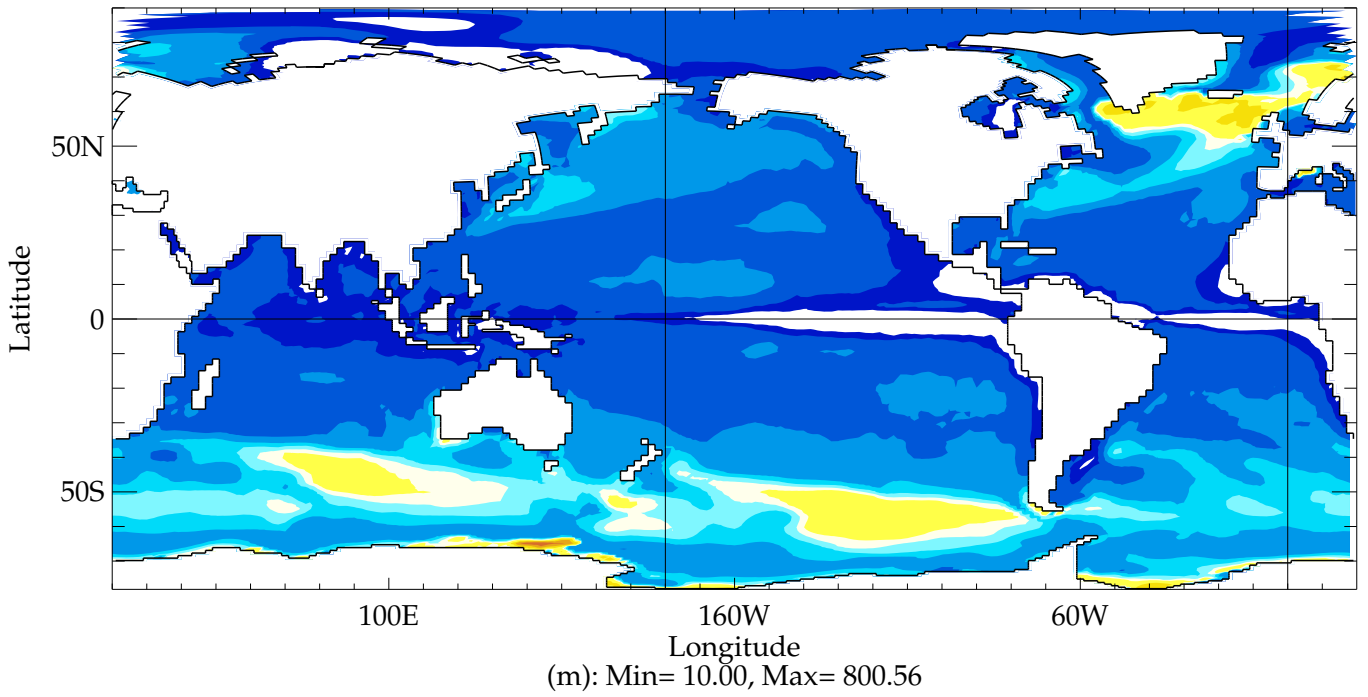 50N
0
50S
Latitude
100E
160W
60W
Longitude
(m): Min= 10.00, Max= 800.56